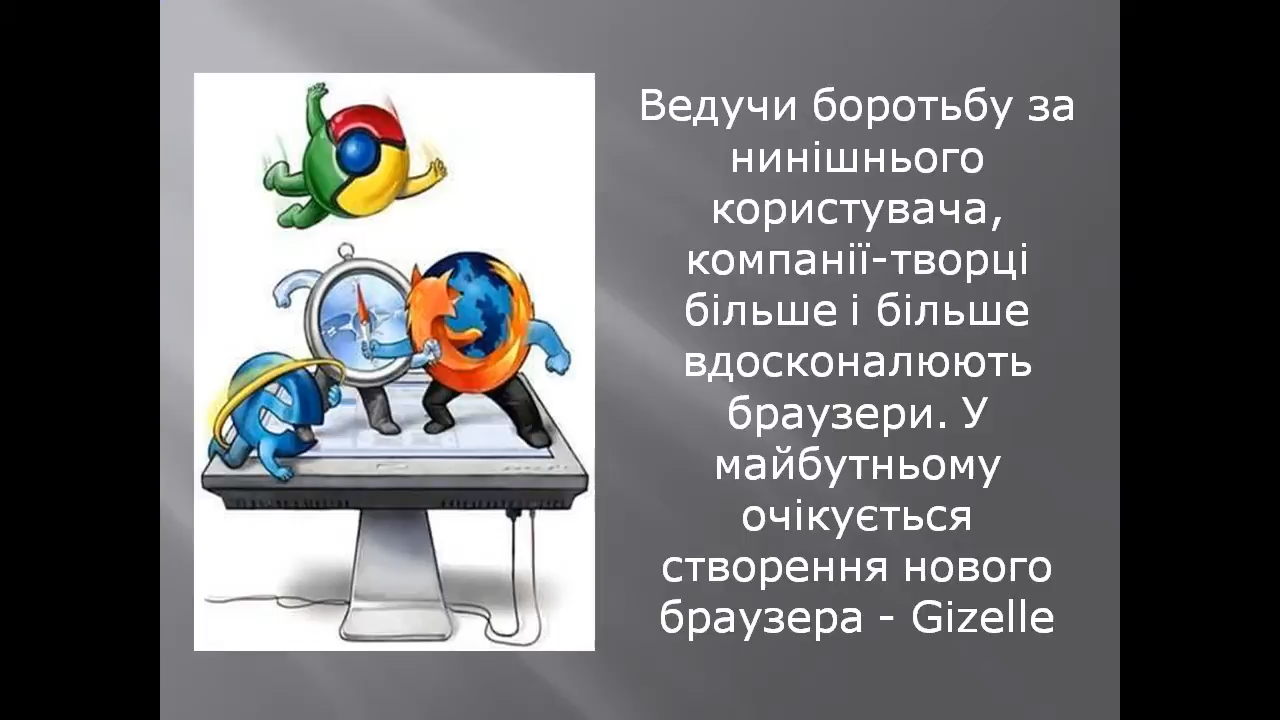 Ведучи боротьбу за
нинішнього
користувача,
компанії-творці
більше і більше
вдосконалюють
браузери. У
майбутньому
очікується
створення нового
браузера - Gizelle